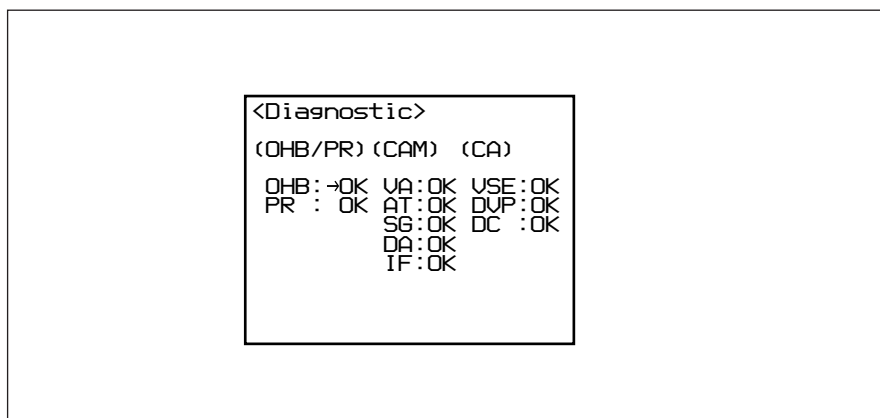 <Diagnostic>
(OHB/PR) (CAM) (CA)
OHB:→OK VA:OK VSE:OK
PR : OK AT:OK DVP:OK
SG:OK DC :OK
DA:OK
IF:OK